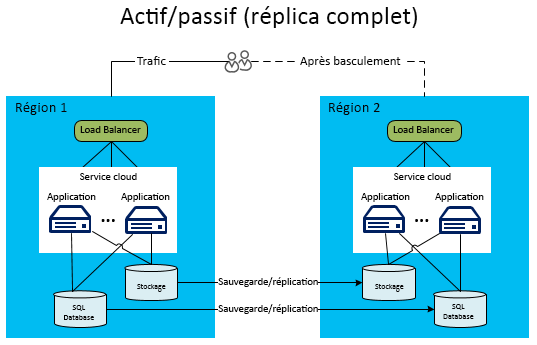 Actif/passif (réplica complet)
Trafic
Après basculement
Région 1
Région 2
Load Balancer
Load Balancer
Service cloud
Service cloud
Application
Application
Application
Application
Stockage
Sauvegarde/réplication
Stockage
SQL
Database
Sauvegarde/réplication
SQL
Database